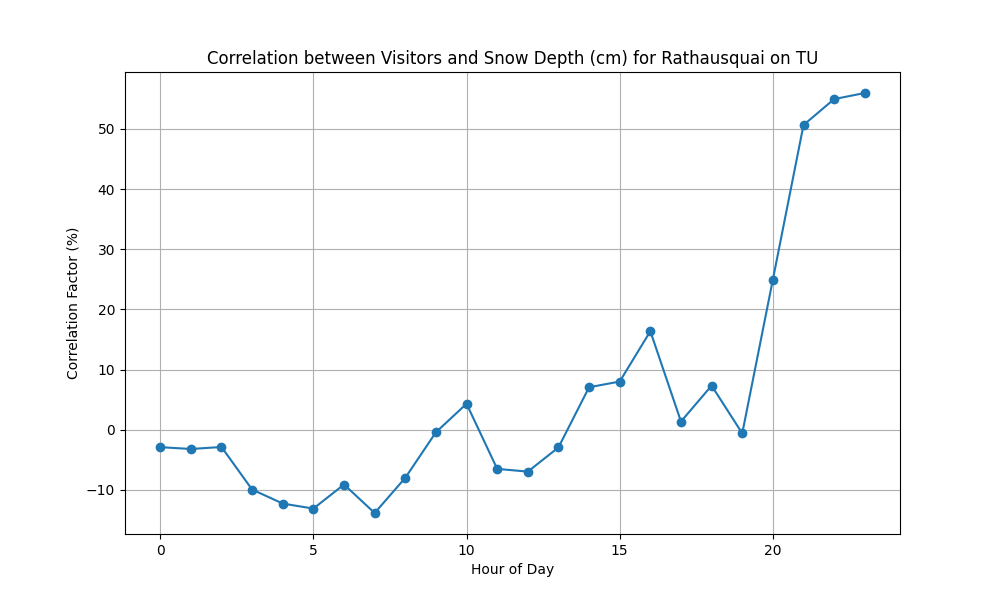 Correlation between Visitors and Snow Depth (cm) for Rathausquai on TU
Correlation Factor (%)
50
40
30
20
10
0
−10
0 5 10 15 20
Hour of Day